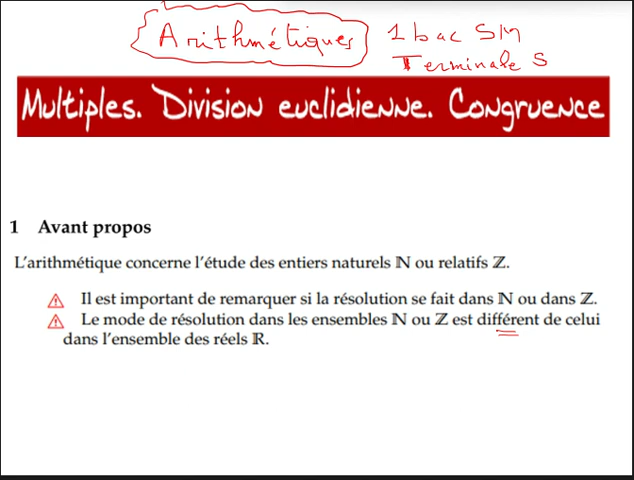 Arithmétiques
1 bac SM
Terminale S
Multiples. Division euclidienne. Congruence
1 Avant propos
L'arithmétique concerne l'étude des entiers naturels ℕ ou relatifs ℤ.
Il est important de remarquer si la résolution se fait dans ℕ ou dans ℤ.
Le mode de résolution dans les ensembles ℕ ou ℤ est différent de celui
dans l'ensemble des réels ℝ.